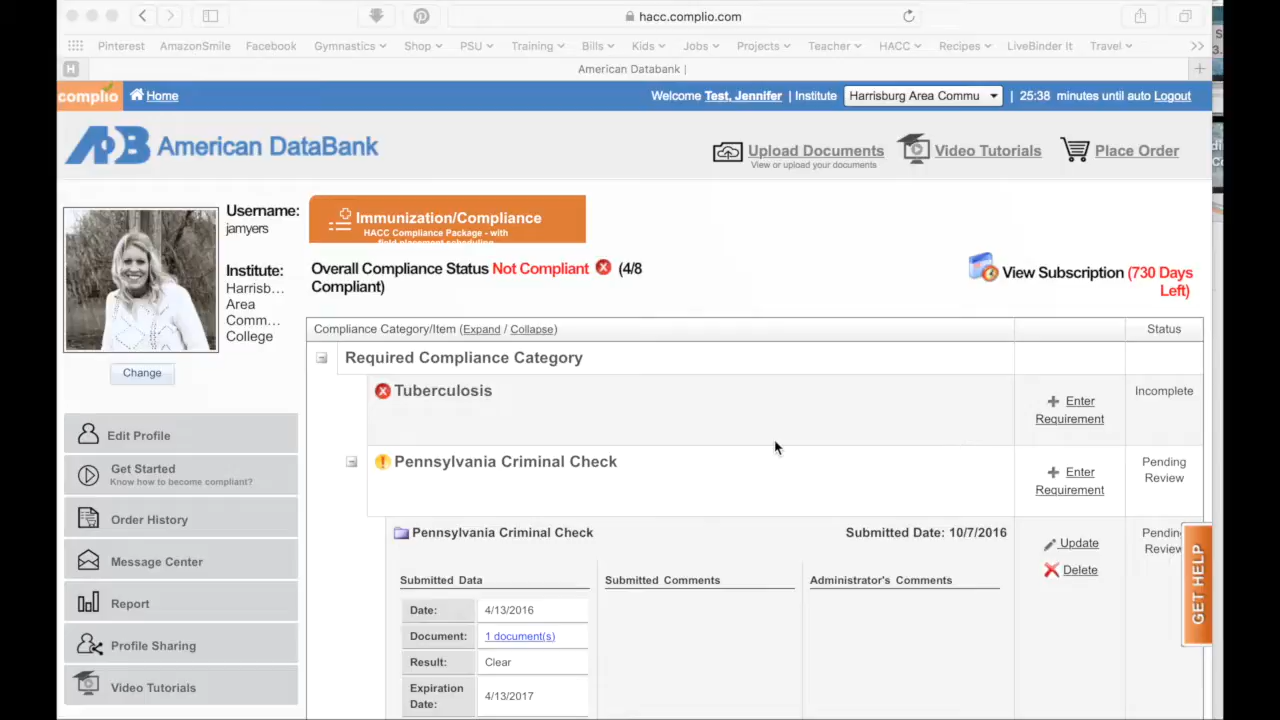 hacc.complio.com
Pinterest AmazonSmile Facebook Gymnastics Shop PSU Training Bills Kids Jobs Projects Teacher HACC Recipes LiveBinder It Travel
H
American Databank |
complio Home Welcome Test, Jennifer | Institute Harrisburg Area Commu | 25:38 minutes until auto Logout
ADB American DataBank
Upload Documents
View or upload your documents
Video Tutorials
Place Order
Change
Username:
jamyers
Institute:
Harrisb...
Area
Comm...
College
Edit Profile
Get Started
Know how to become compliant?
Order History
Message Center
Report
Profile Sharing
Video Tutorials
Immunization/Compliance
HACC Compliance Package - with
field placement scheduling
Overall Compliance Status Not Compliant (4/8
Compliant)
View Subscription (730 Days
Left)
Compliance Category/Item (Expand / Collapse) Status
Required Compliance Category
Tuberculosis
Enter
Requirement
Incomplete
Pennsylvania Criminal Check
Enter
Requirement
Pending
Review
Pennsylvania Criminal Check Submitted Date: 10/7/2016
Update
Delete
Pending
Review
Submitted Data Submitted Comments Administrator's Comments
Date: 4/13/2016
Document: 1 document(s)
Result: Clear
Expiration
Date: 4/13/2017
GET HELP